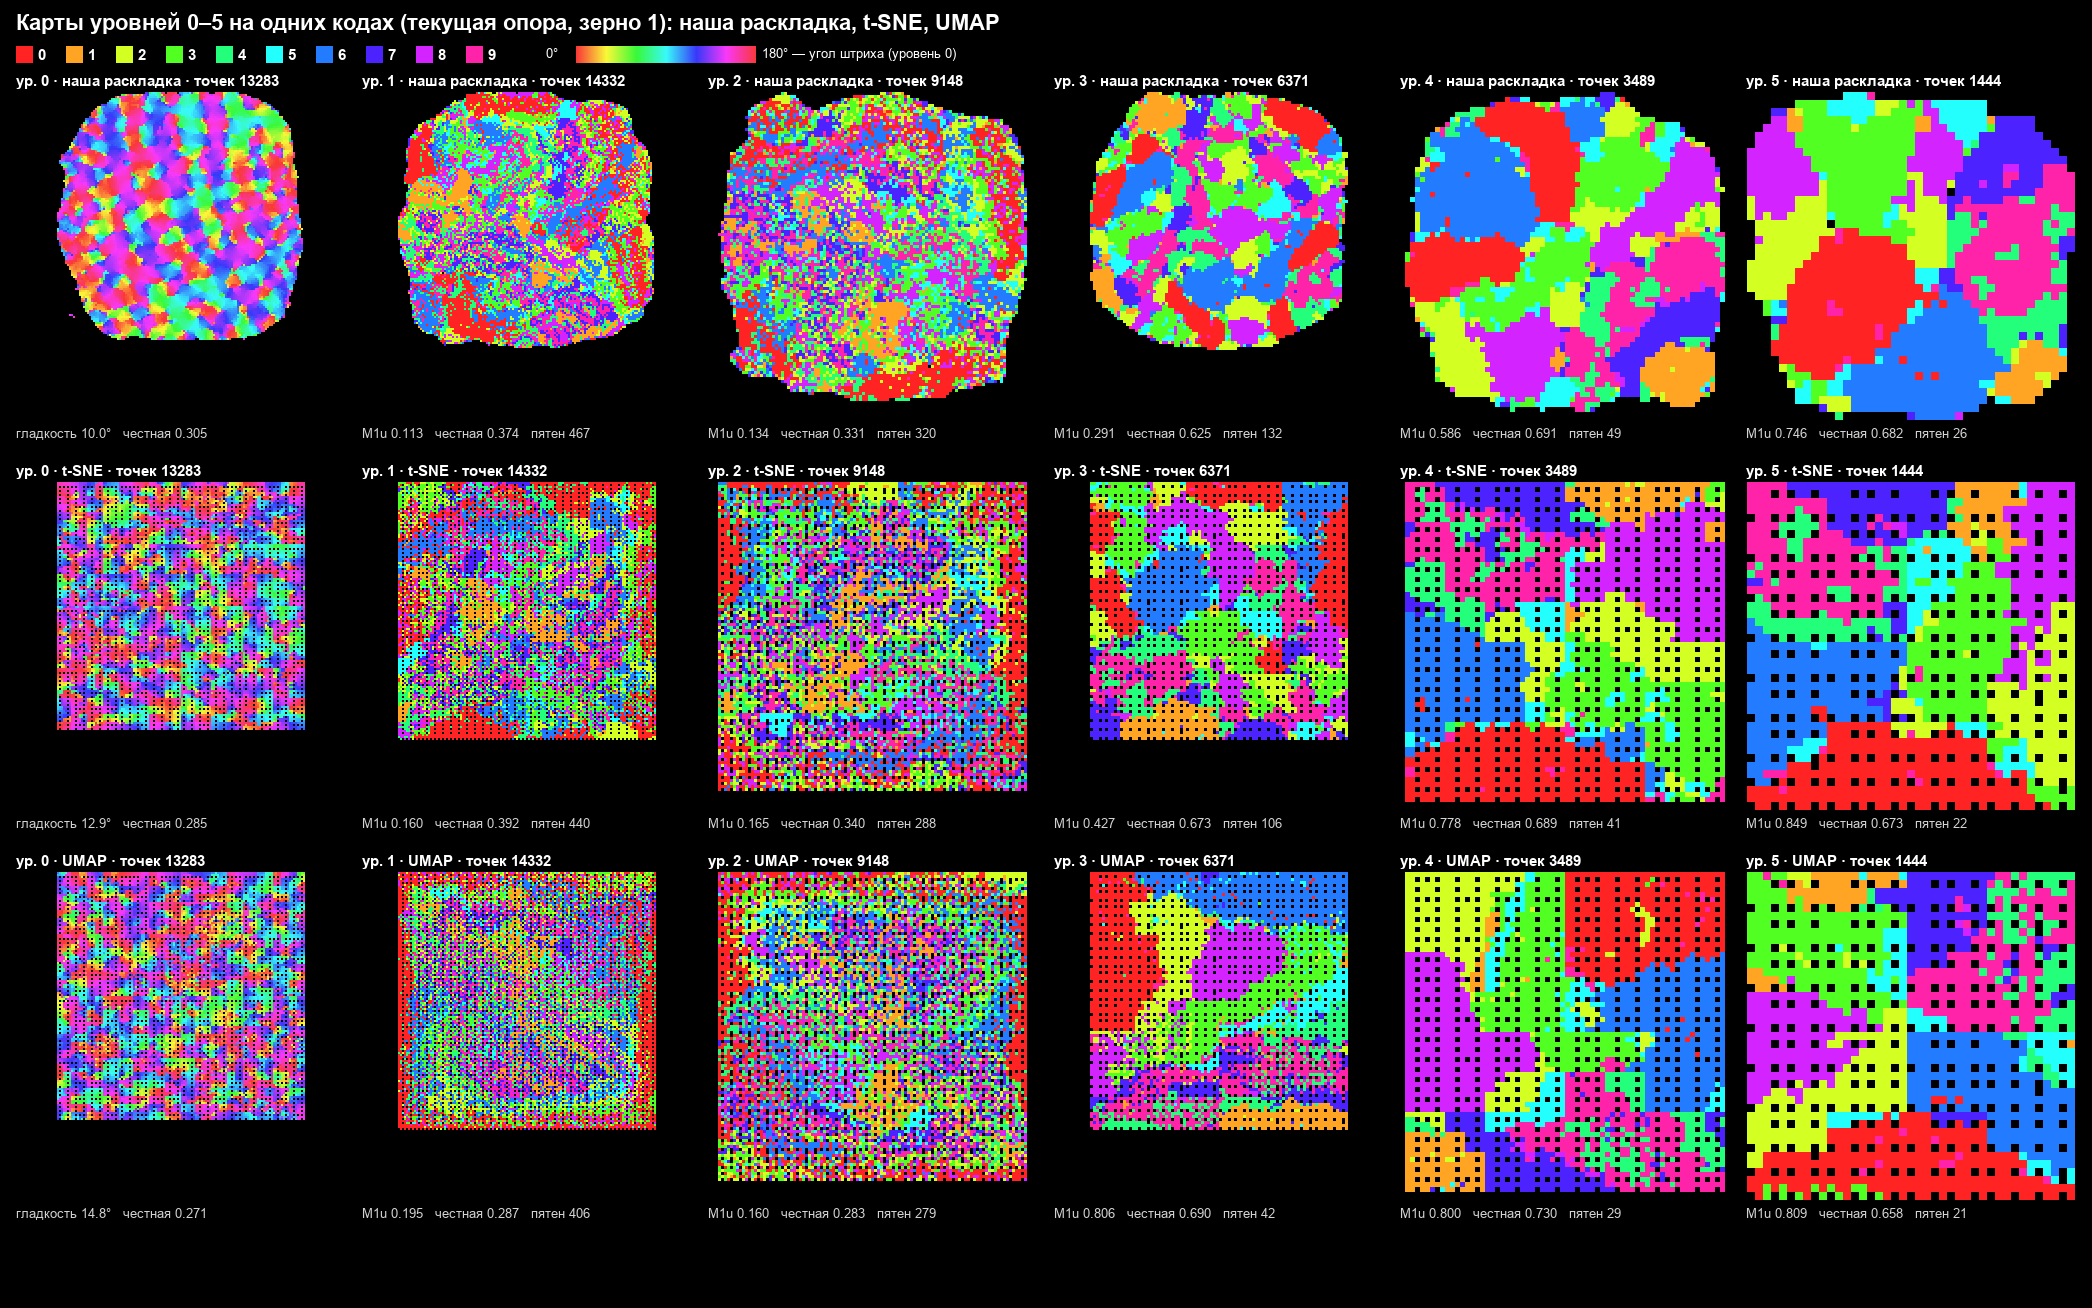 Карты уровней 0–5 на одних кодах (текущая опора, зерно 1): наша раскладка, t-SNE, UMAP
0 1 2 3 4 5 6 7 8 9 0° 180° — угол штриха (уровень 0)
ур. 0 · наша раскладка · точек 13283 ур. 1 · наша раскладка · точек 14332 ур. 2 · наша раскладка · точек 9148 ур. 3 · наша раскладка · точек 6371 ур. 4 · наша раскладка · точек 3489 ур. 5 · наша раскладка · точек 1444
гладкость 10.0° честная 0.305 M1u 0.113 честная 0.374 пятен 467 M1u 0.134 честная 0.331 пятен 320 M1u 0.291 честная 0.625 пятен 132 M1u 0.586 честная 0.691 пятен 49 M1u 0.746 честная 0.682 пятен 26
ур. 0 · t-SNE · точек 13283 ур. 1 · t-SNE · точек 14332 ур. 2 · t-SNE · точек 9148 ур. 3 · t-SNE · точек 6371 ур. 4 · t-SNE · точек 3489 ур. 5 · t-SNE · точек 1444
гладкость 12.9° честная 0.285 M1u 0.160 честная 0.392 пятен 440 M1u 0.165 честная 0.340 пятен 288 M1u 0.427 честная 0.673 пятен 106 M1u 0.778 честная 0.689 пятен 41 M1u 0.849 честная 0.673 пятен 22
ур. 0 · UMAP · точек 13283 ур. 1 · UMAP · точек 14332 ур. 2 · UMAP · точек 9148 ур. 3 · UMAP · точек 6371 ур. 4 · UMAP · точек 3489 ур. 5 · UMAP · точек 1444
гладкость 14.8° честная 0.271 M1u 0.195 честная 0.287 пятен 406 M1u 0.160 честная 0.283 пятен 279 M1u 0.806 честная 0.690 пятен 42 M1u 0.800 честная 0.730 пятен 29 M1u 0.809 честная 0.658 пятен 21